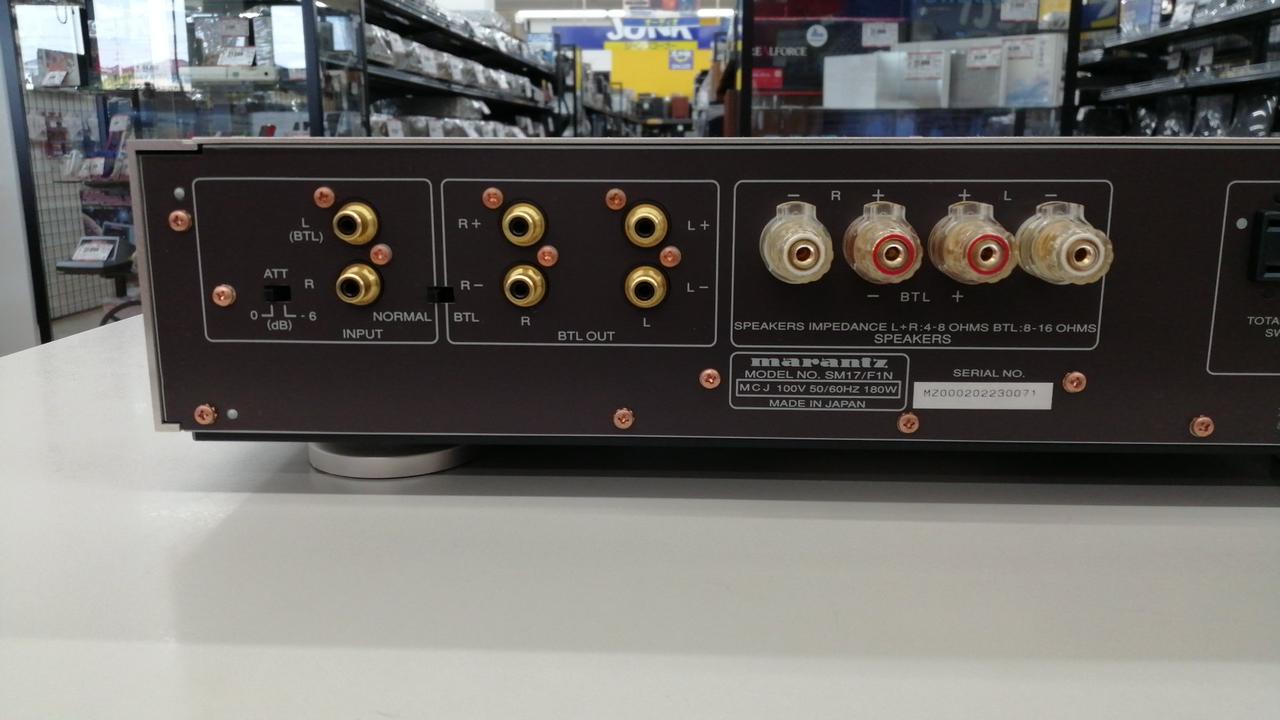 JUNK
L
(BTL)
ATT
R
0 -6
(dB)
NORMAL
INPUT
R+
L+
R-
L-
BTL
R
L
BTL OUT
- R + + L -
- BTL +
SPEAKERS IMPEDANCE L+R:4-8 OHMS BTL:8-16 OHMS
SPEAKERS
marantz
MODEL NO. SM17/F1N
MCJ 100V 50/60HZ 180W
MADE IN JAPAN
SERIAL NO.
MZ000202230071
TOTA
SW